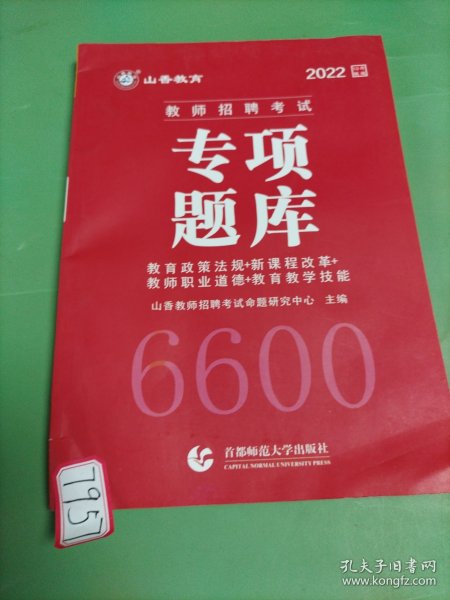 山香教育
2022
教师招聘考试
专项
题库
教育政策法规+新课程改革+
教师职业道德+教育教学技能
山香教师招聘考试命题研究中心 主编
6600
首都师范大学出版社
CAPITAL NORMAL UNIVERSITY PRESS
7957
孔夫子旧书网
www.kongfz.com